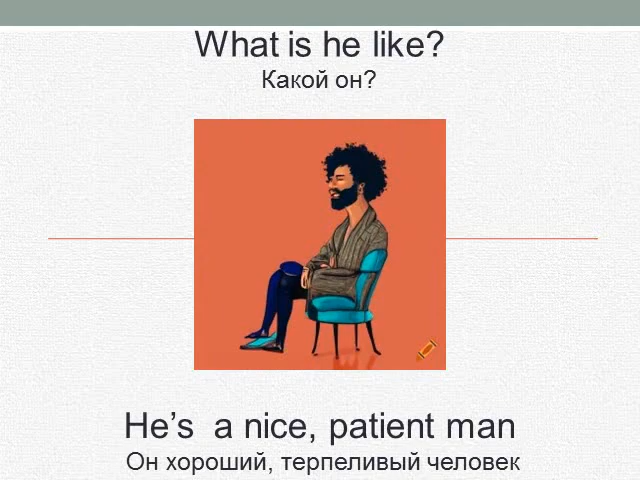 What is he like?
Какой он?
He’s a nice, patient man
Он хороший, терпеливый человек